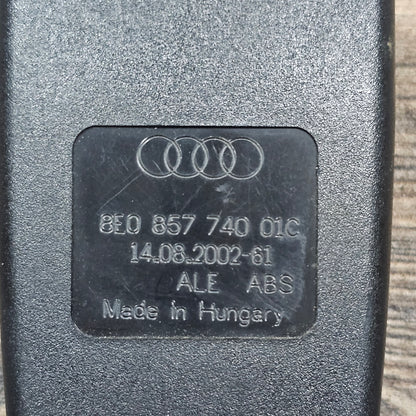 8E0 857 740 01C
14.08.2002-61
ALE ABS
Made in Hungary